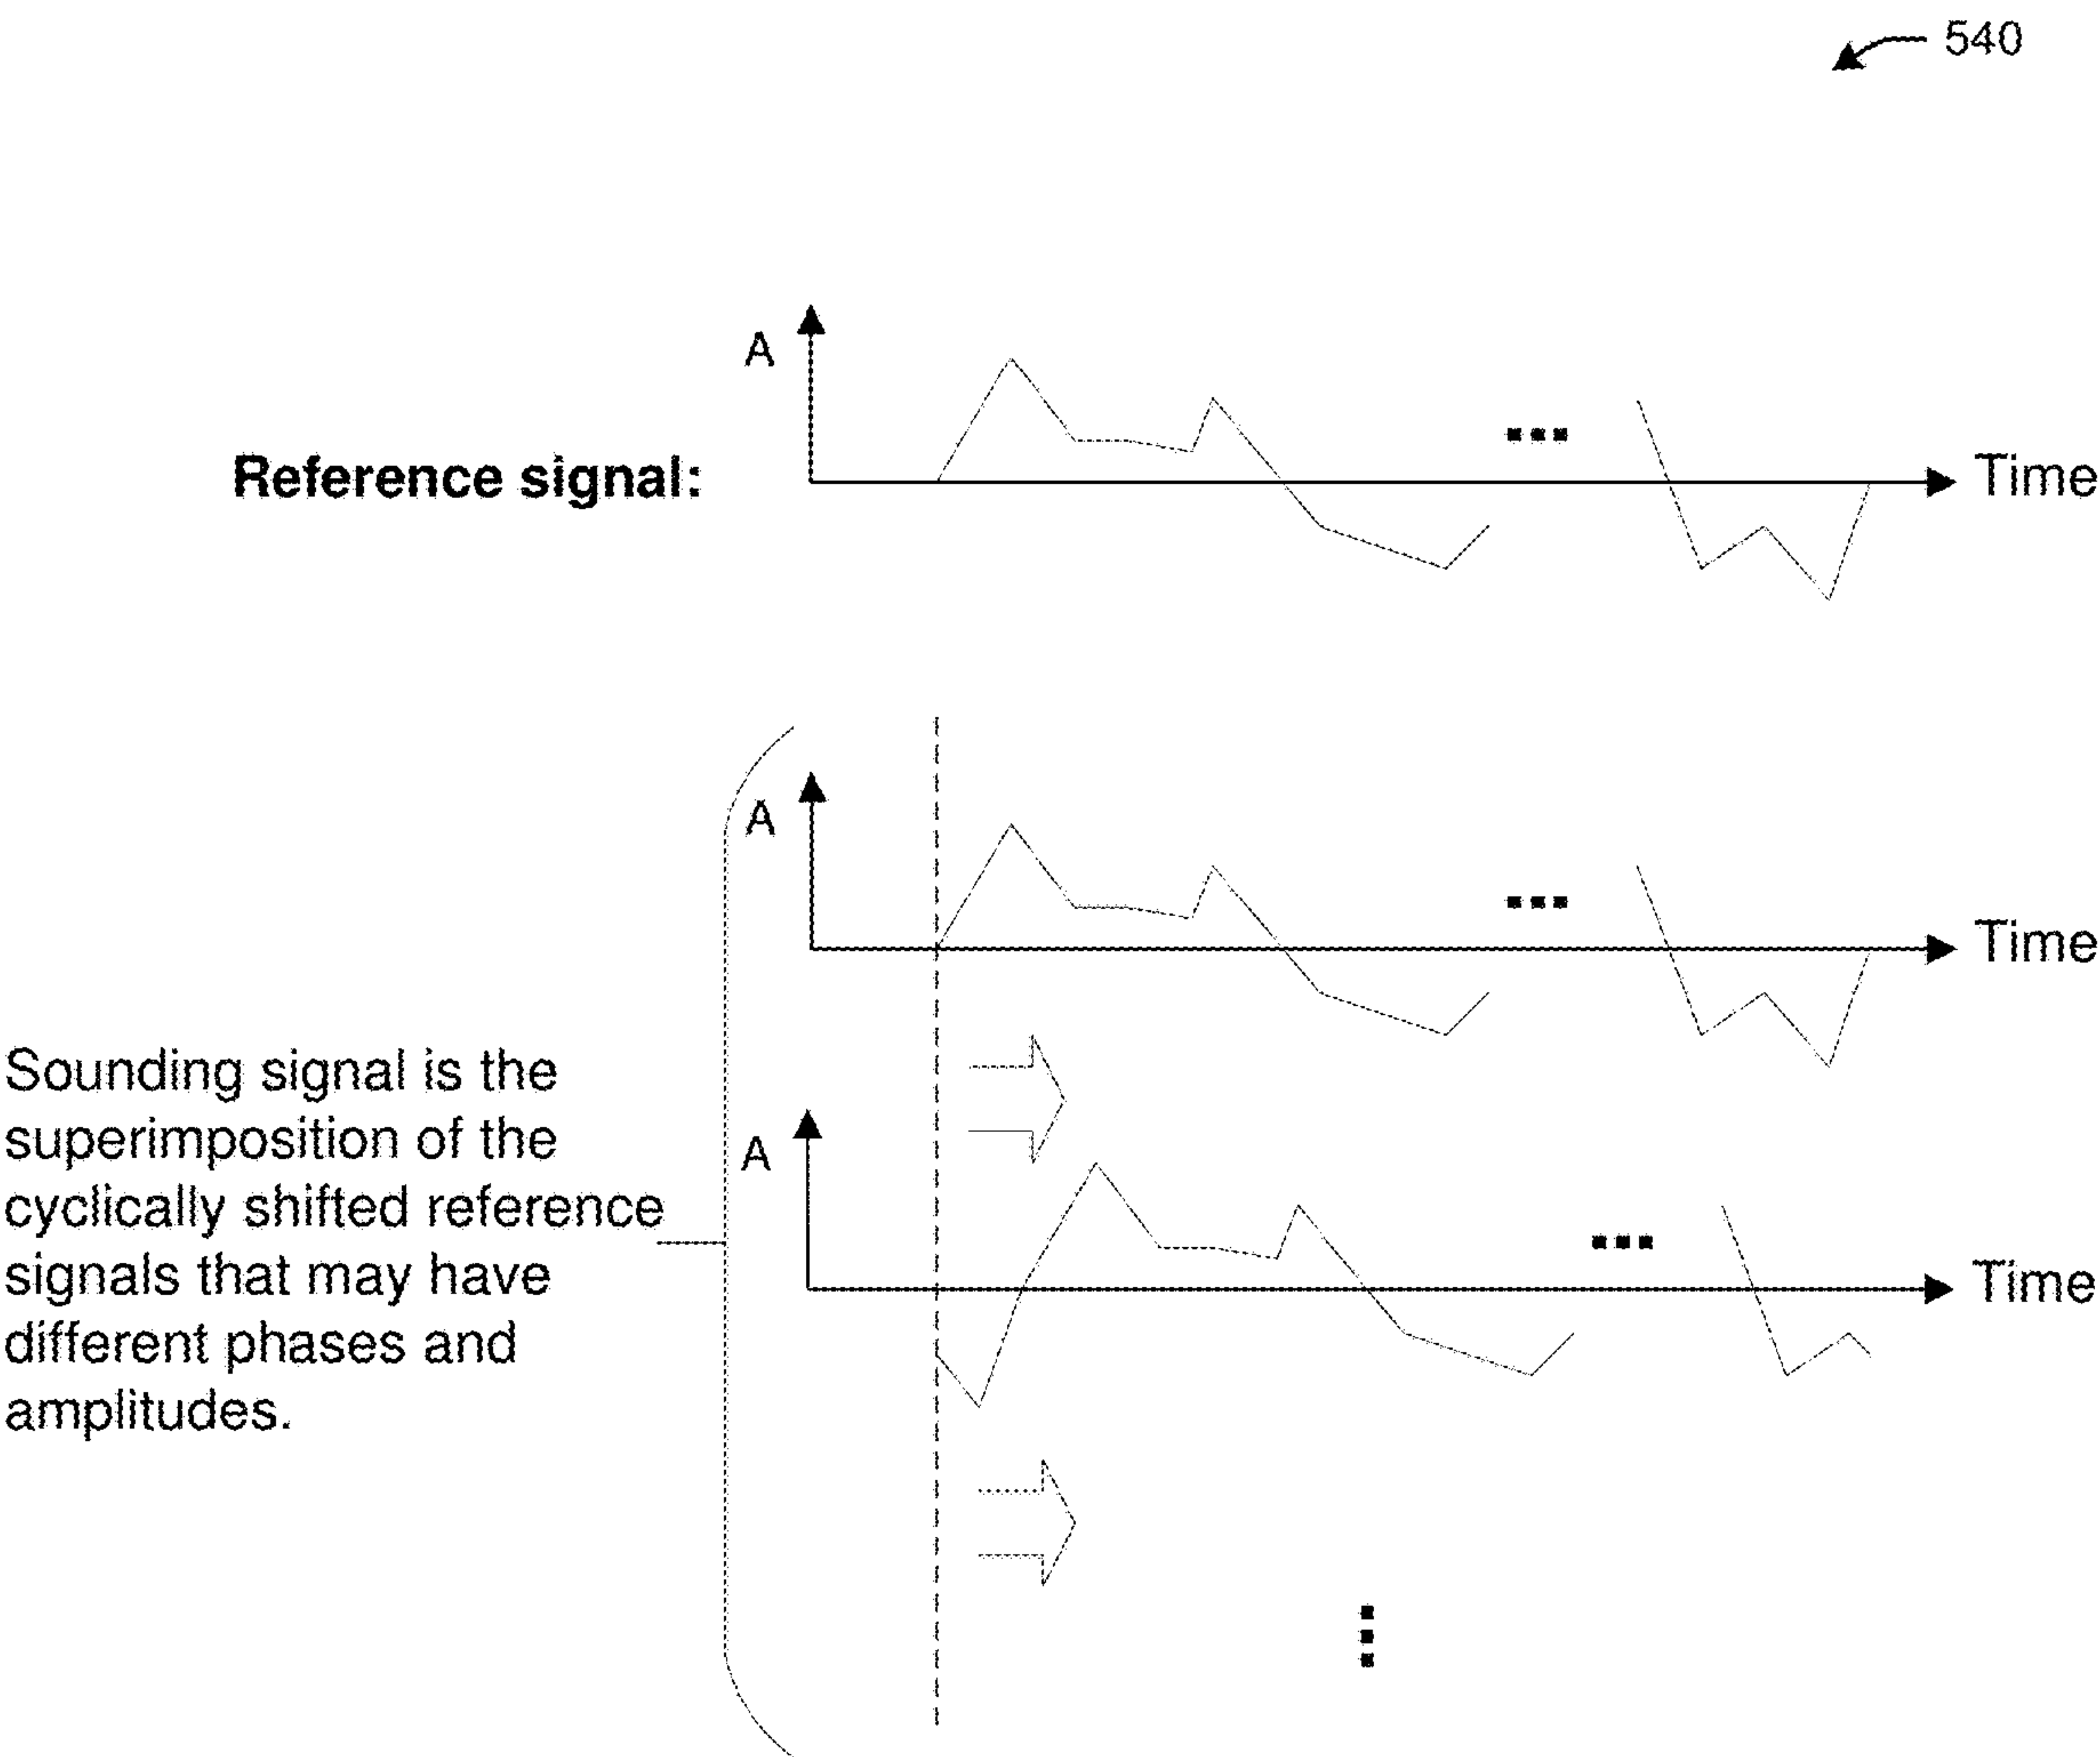 540
A
Reference signal:
Time
A
Time
Sounding signal is the
superimposition of the
cyclically shifted reference
signals that may have
different phases and
amplitudes.
A
Time